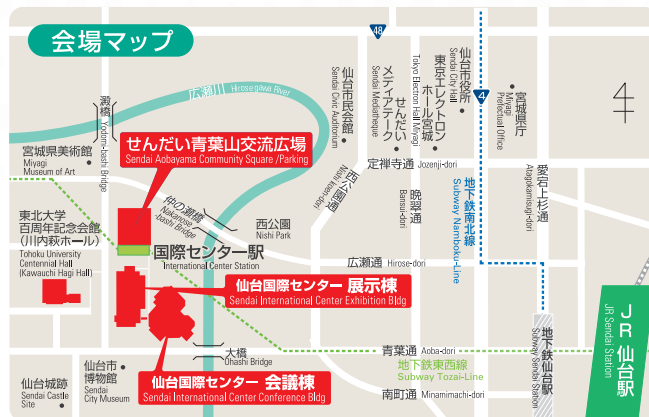 会場マップ
広瀬川 Hirosegawa River
澱橋
Yodomi-bashi Bridge
宮城県美術館
Miyagi
Museum of Art
せんだい青葉山交流広場
Sendai Aobayama Community Square /Parking
仲の瀬橋
Nakanose
-bashi Bridge
東北大学
百周年記念会館
(川内萩ホール)
Tohoku University
Centennial Hall
(Kawauchi Hagi Hall)
国際センター駅
International Center Station
西公園
Nishi Park
仙台国際センター 展示棟
Sendai International Center Exhibition Bldg
仙台国際センター 会議棟
Sendai International Center Conference Bldg
大橋
Ohashi Bridge
仙台城跡
Sendai Castle
Site
仙台市
博物館
Sendai
City Museum
48
仙台市民会館
Sendai Civic Auditorium
せんだい
メディアテーク
Sendai Mediatheque
東京エレクトロン
ホール宮城
Tokyo Electron Hall Miyagi
仙台市役所
Sendai City Hall
4
宮城県庁
Miyagi
Prefectual Office
定禅寺通 Jozenji-dori
西公園通
Nishi koen-dori
晩翠通
Bansui-dori
地下鉄南北線
Subway Namboku-Line
愛宕上杉通
Atagokamisugi-dori
広瀬通 Hirose-dori
青葉通 Aoba-dori
地下鉄東西線
Subway Tozai-Line
南町通 Minamimachi-dori
地下鉄仙台駅
Subway Sendai Station
JR 仙台駅
JR Sendai Station